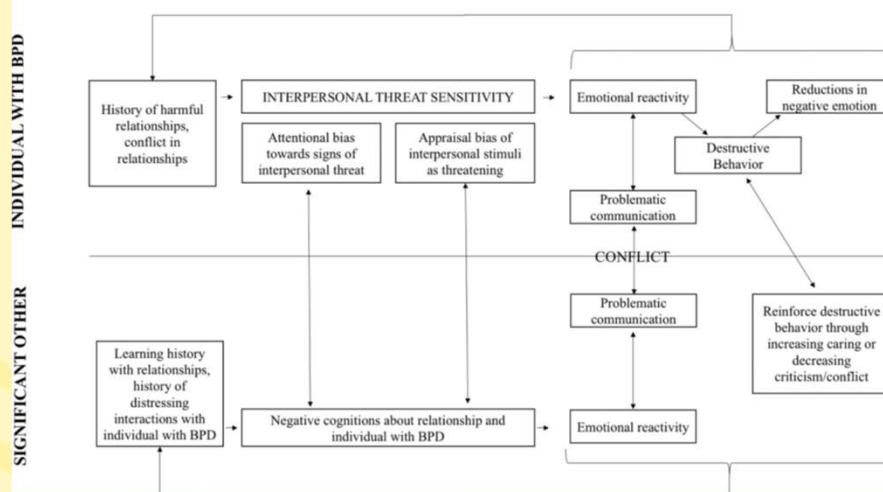 INDIVIDUAL WITH BPD
History of harmful
relationships,
conflict in
relationships
INTERPERSONAL THREAT SENSITIVITY
Attentional bias
towards signs of
interpersonal threat
Appraisal bias of
interpersonal stimuli
as threatening
Emotional reactivity
Reductions in
negative emotion
Destructive
Behavior
Problematic
communication
CONFLICT
SIGNIFICANT OTHER
Problematic
communication
Reinforce destructive
behavior through
increasing caring or
decreasing
criticism/conflict
Learning history
with relationships,
history of
distressing
interactions with
individual with BPD
Negative cognitions about relationship and
individual with BPD
Emotional reactivity